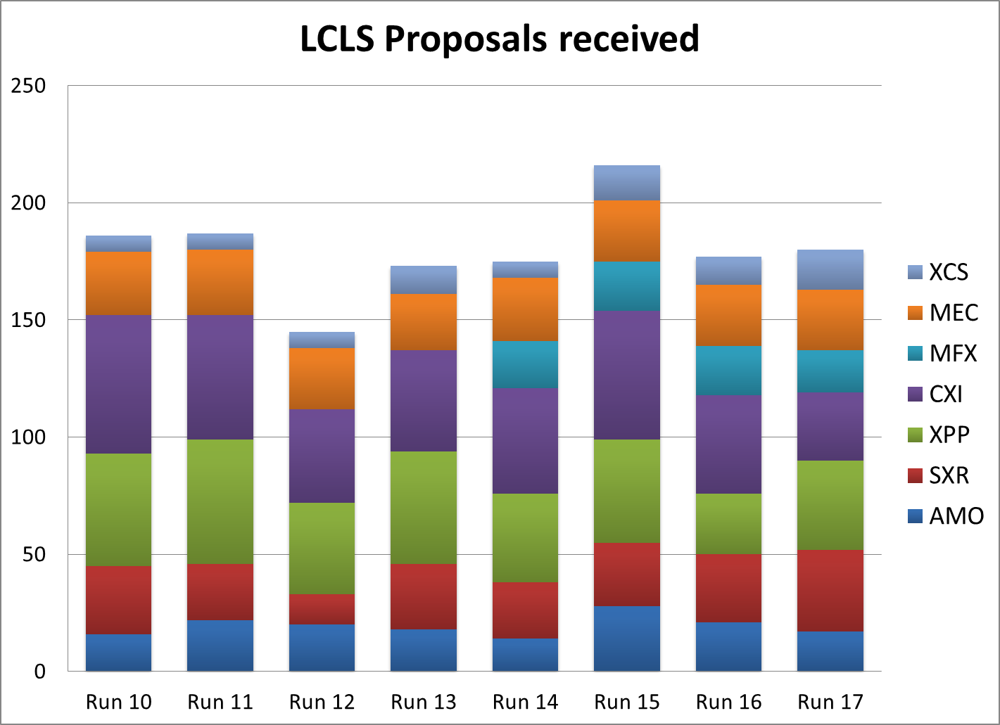 LCLS Proposals received
250
200
150
100
50
0
Run 10 Run 11 Run 12 Run 13 Run 14 Run 15 Run 16 Run 17
XCS
MEC
MFX
CXI
XPP
SXR
AMO